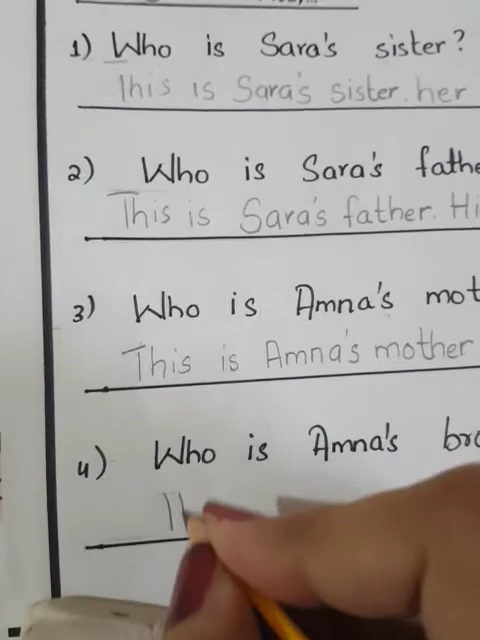 1) Who is Sara's sister?
This is Sara's sister. her
2) Who is Sara's fathe
This is Sara's father. Hi
3) Who is Amna's mot
This is Amna's mother
4) Who is Amna's bro